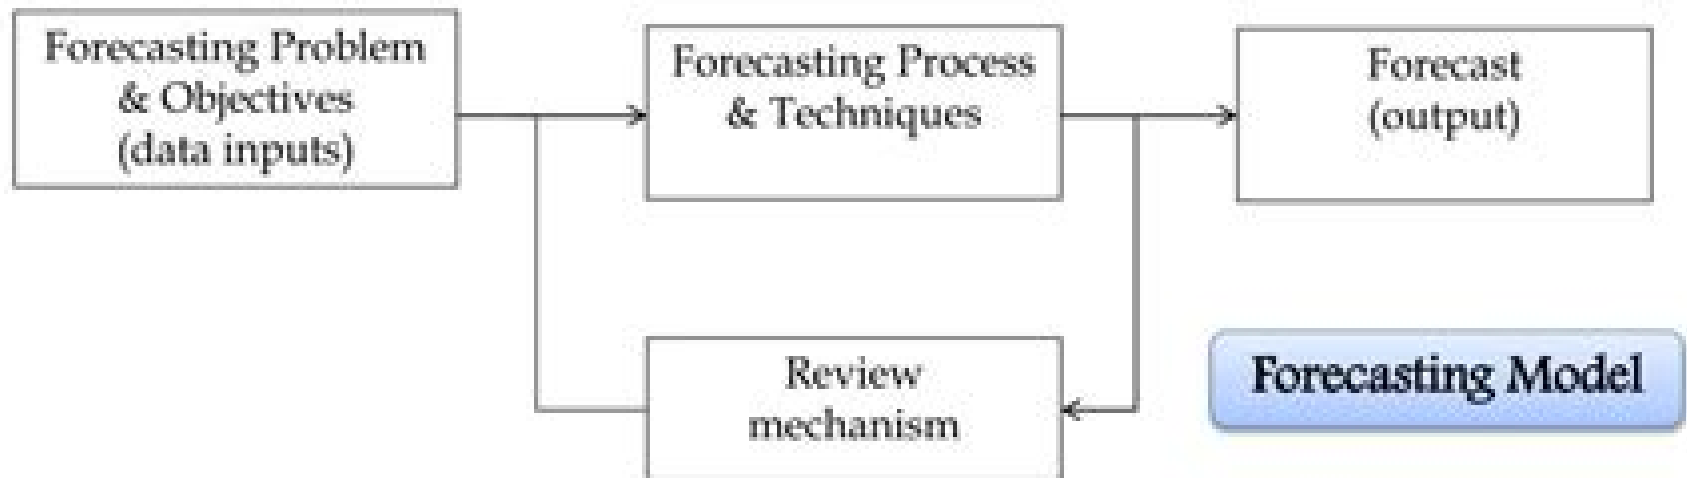 Forecasting Problem
& Objectives
(data inputs)
Forecasting Process
& Techniques
Forecast
(output)
Review
mechanism
Forecasting Model